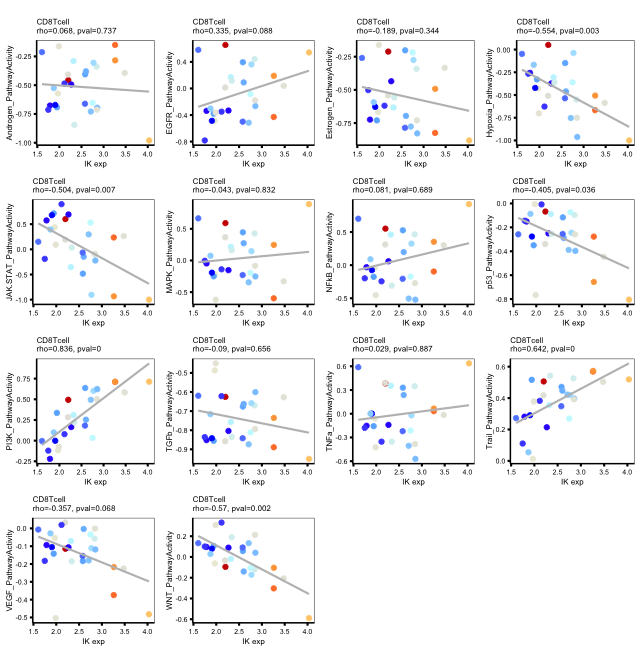 CD8Tcell
rho=0.068, pval=0.737
Androgen_PathwayActivity
-0.25
-0.50
-0.75
-1.00
1.5 2.0 2.5 3.0 3.5 4.0
IK exp
CD8Tcell
rho=0.335, pval=0.088
EGFR_PathwayActivity
0.4
0.0
-0.4
-0.8
1.5 2.0 2.5 3.0 3.5 4.0
IK exp
CD8Tcell
rho=-0.189, pval=0.344
Estrogen_PathwayActivity
-0.25
-0.50
-0.75
1.5 2.0 2.5 3.0 3.5 4.0
IK exp
CD8Tcell
rho=-0.554, pval=0.003
Hypoxia_PathwayActivity
0.00
-0.25
-0.50
-0.75
-1.00
1.5 2.0 2.5 3.0 3.5 4.0
IK exp
CD8Tcell
rho=-0.504, pval=0.007
JAK-STAT_PathwayActivity
0.5
0.0
-0.5
-1.0
1.5 2.0 2.5 3.0 3.5 4.0
IK exp
CD8Tcell
rho=-0.043, pval=0.832
MAPK_PathwayActivity
0.5
0.0
-0.5
1.5 2.0 2.5 3.0 3.5 4.0
IK exp
CD8Tcell
rho=0.081, pval=0.689
NFkB_PathwayActivity
0.5
0.0
-0.5
1.5 2.0 2.5 3.0 3.5 4.0
IK exp
CD8Tcell
rho=-0.405, pval=0.036
p53_PathwayActivity
0.0
-0.2
-0.4
-0.6
-0.8
1.5 2.0 2.5 3.0 3.5 4.0
IK exp
CD8Tcell
rho=0.836, pval=0
PI3K_PathwayActivity
0.75
0.50
0.25
0.00
-0.25
1.5 2.0 2.5 3.0 3.5 4.0
IK exp
CD8Tcell
rho=-0.09, pval=0.656
TGFb_PathwayActivity
-0.5
-0.6
-0.7
-0.8
-0.9
1.5 2.0 2.5 3.0 3.5 4.0
IK exp
CD8Tcell
rho=0.029, pval=0.887
TNFa_PathwayActivity
0.6
0.3
0.0
-0.3
-0.6
1.5 2.0 2.5 3.0 3.5 4.0
IK exp
CD8Tcell
rho=0.642, pval=0
Trail_PathwayActivity
0.6
0.4
0.2
0.0
1.5 2.0 2.5 3.0 3.5 4.0
IK exp
CD8Tcell
rho=-0.357, pval=0.068
VEGF_PathwayActivity
0.0
-0.1
-0.2
-0.3
-0.4
-0.5
1.5 2.0 2.5 3.0 3.5 4.0
IK exp
CD8Tcell
rho=-0.57, pval=0.002
WNT_PathwayActivity
0.2
0.0
-0.2
-0.4
-0.6
1.5 2.0 2.5 3.0 3.5 4.0
IK exp